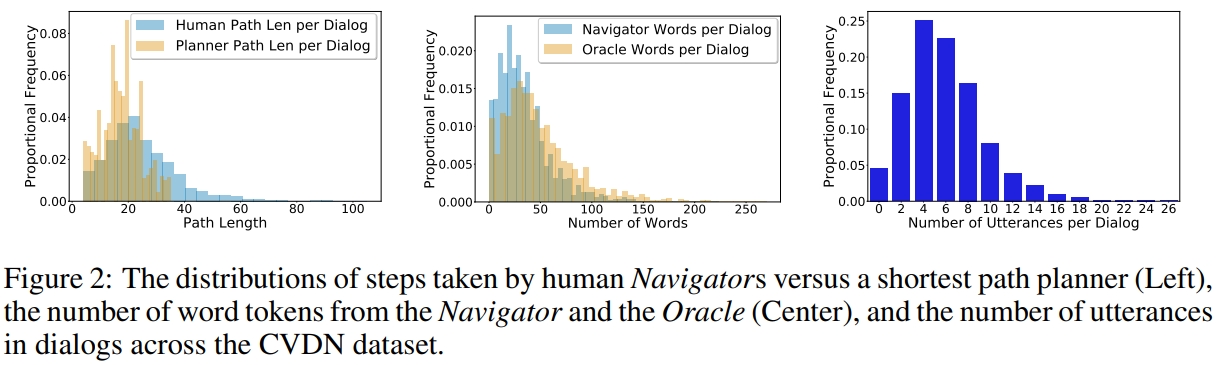 Proportional Frequency
0.08
0.06
0.04
0.02
0.00
0 20 40 60 80 100
Path Length
Human Path Len per Dialog
Planner Path Len per Dialog
Proportional Frequency
0.020
0.015
0.010
0.005
0.000
0 50 100 150 200 250
Number of Words
Navigator Words per Dialog
Oracle Words per Dialog
Proportional Frequency
0.25
0.20
0.15
0.10
0.05
0.00
0 2 4 6 8 10 12 14 16 18 20 22 24 26
Number of Utterances per Dialog
Figure 2: The distributions of steps taken by human Navigators versus a shortest path planner (Left),
the number of word tokens from the Navigator and the Oracle (Center), and the number of utterances
in dialogs across the CVDN dataset.